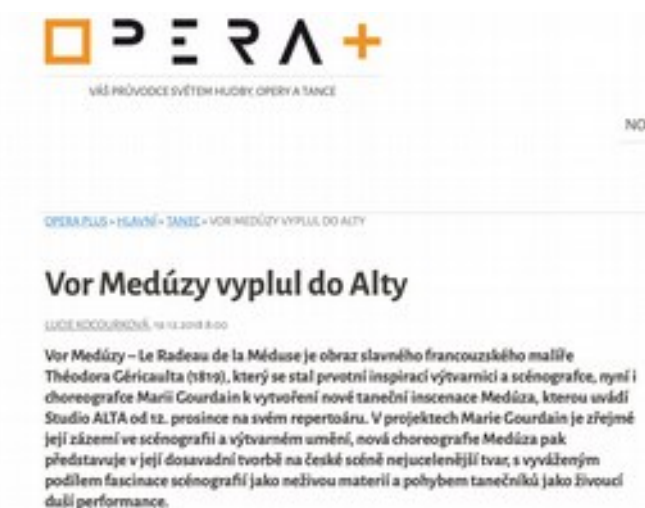 OPERA+
VÁŠ PRŮVODCE SVĚTEM HUDBY, OPERY A TANCE
NO
OPERA PLUS » HLAVNÍ » TANEC » VOR MEDÚZY VYPLUL DO ALTY
Vor Medúzy vyplul do Alty
LUCIE KOCOURKOVÁ, 19.12.2018 8:00
Vor Medúzy – Le Radeau de la Méduse je obraz slavného francouzského malíře
Théodora Géricaulta (1819), který se stal prvotní inspirací výtvarnici a scénografce, nyní i
choreografce Marii Gourdain k vytvoření nové taneční inscenace Medúza, kterou uvádí
Studio ALTA od 12. prosince na svém repertoáru. V projektech Marie Gourdain je zřejmé
její zázemí ve scénografii a výtvarném umění, nová choreografie Medúza pak
představuje v její dosavadní tvorbě na české scéně nejucelenější tvar, s vyváženým
podílem fascinace scénografií jako neživou materií a pohybem tanečníků jako živoucí
duší performance.